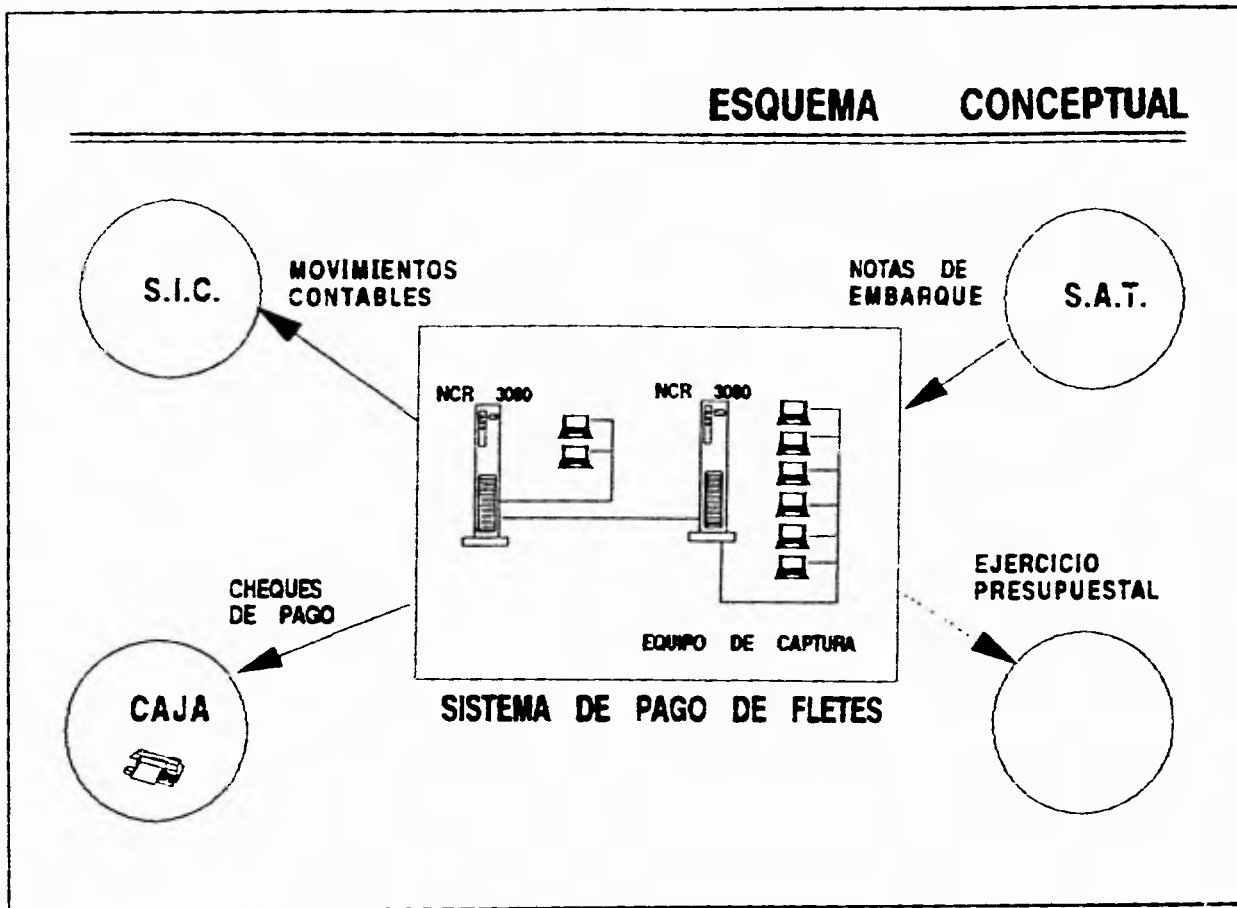 ESQUEMA CONCEPTUAL
S.I.C.
MOVIMIENTOS
CONTABLES
NOTAS DE
EMBARQUE
S.A.T.
NCR 3080
NCR 3080
CHEQUES
DE PAGO
EJERCICIO
PRESUPUESTAL
EQUIPO DE CAPTURA
CAJA
SISTEMA DE PAGO DE FLETES